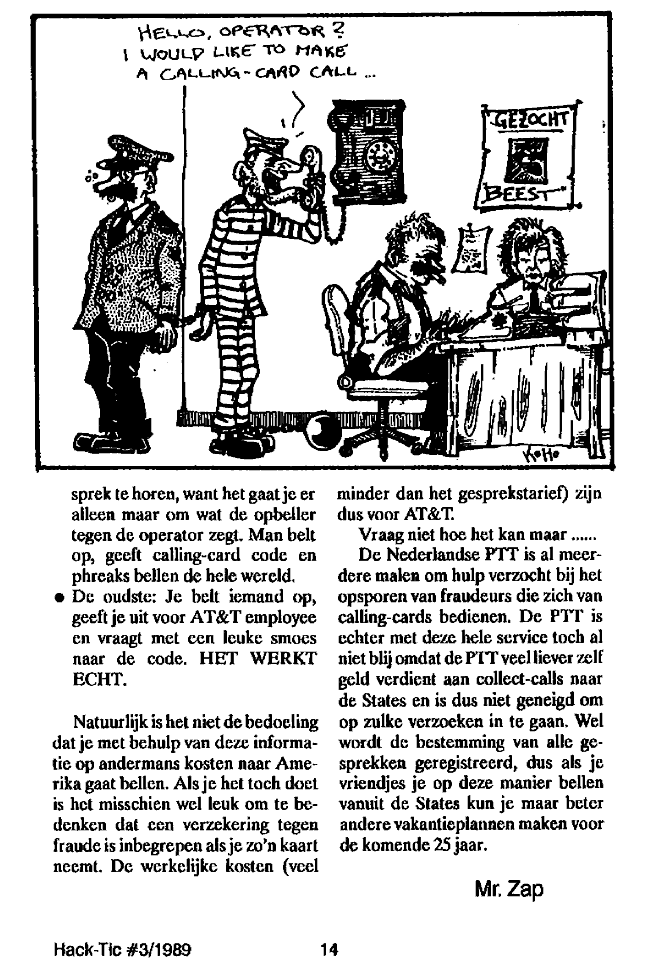 HELLO, OPERATOR?
I WOULD LIKE TO MAKE
A CALLING-CARD CALL ...
GEZOCHT
BEEST
KoHo
sprek te horen, want het gaat je er
alleen maar om wat de opbeller
tegen de operator zegt. Man belt
op, geeft calling-card code en
phreaks bellen de hele wereld.
● De oudste: Je belt iemand op,
geeft je uit voor AT&T employee
en vraagt met een leuke smoes
naar de code. HET WERKT
ECHT.
Natuurlijk is het niet de bedoeling
dat je met behulp van deze informa-
tie op andermans kosten naar Ame-
rika gaat bellen. Als je het toch doet
is het misschien wel leuk om te be-
denken dat een verzekering tegen
fraude is inbegrepen als je zo'n kaart
neemt. De werkelijke kosten (veel
minder dan het gesprekstarief) zijn
dus voor AT&T.
Vraag niet hoe het kan maar ......
De Nederlandse PTT is al meer-
dere malen om hulp verzocht bij het
opsporen van fraudeurs die zich van
calling-cards bedienen. De PTT is
echter met deze hele service toch al
niet blij omdat de PTT veel liever zelf
geld verdient aan collect-calls naar
de States en is dus niet geneigd om
op zulke verzoeken in te gaan. Wel
wordt de bestemming van alle ge-
sprekken geregistreerd, dus als je
vriendjes je op deze manier bellen
vanuit de States kun je maar beter
andere vakantieplannen maken voor
de komende 25 jaar.
Mr. Zap
Hack-Tic #3/1989
14